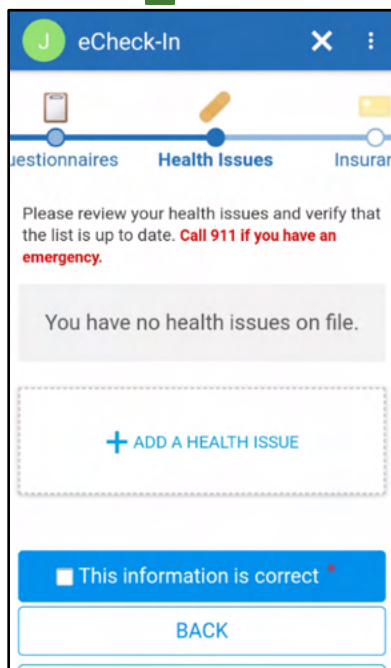 J eCheck-In
uestionnaires Health Issues Insuran
Please review your health issues and verify that
the list is up to date. Call 911 if you have an
emergency.
You have no health issues on file.
+ ADD A HEALTH ISSUE
This information is correct *
BACK